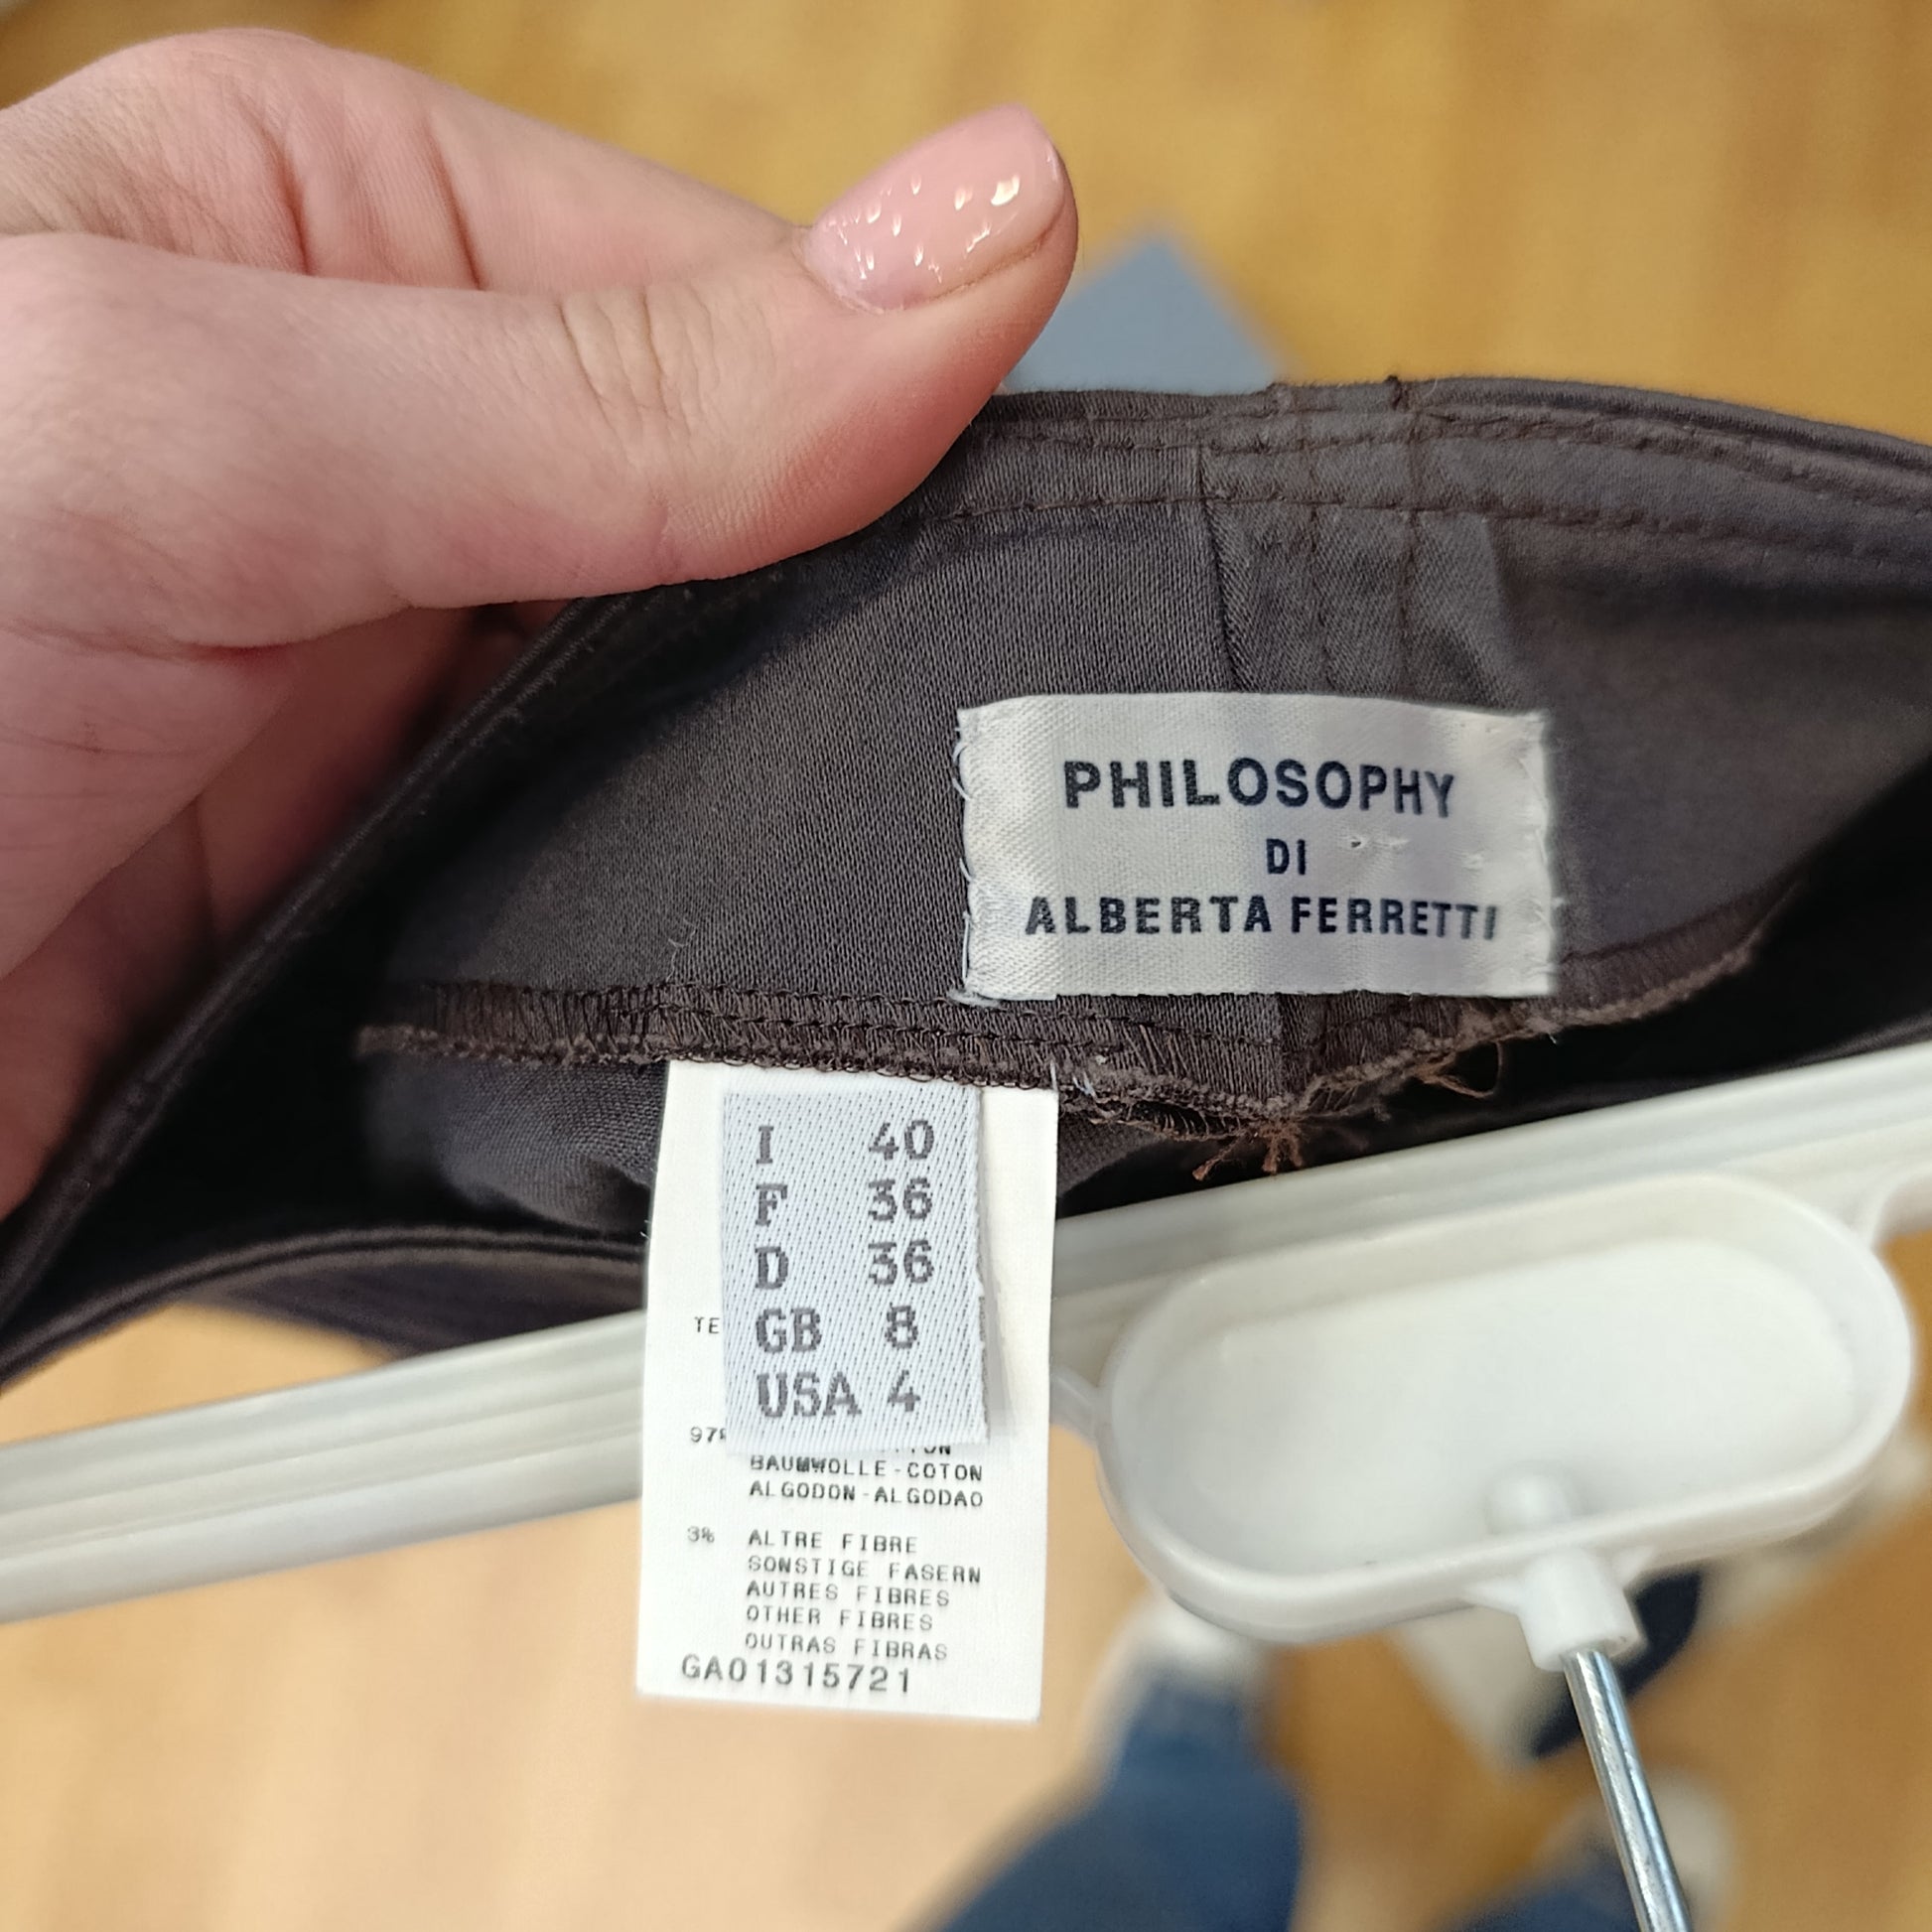 PHILOSOPHY
DI
ALBERTA FERRETTI
I 40
F 36
D 36
GB 8
USA 4
TE
BAUMWOLLE-COTON
ALGODON-ALGODAO
3% ALTRE FIBRE
SONSTIGE FASERN
AUTRES FIBRES
OTHER FIBRES
OUTRAS FIBRAS
GA01315721